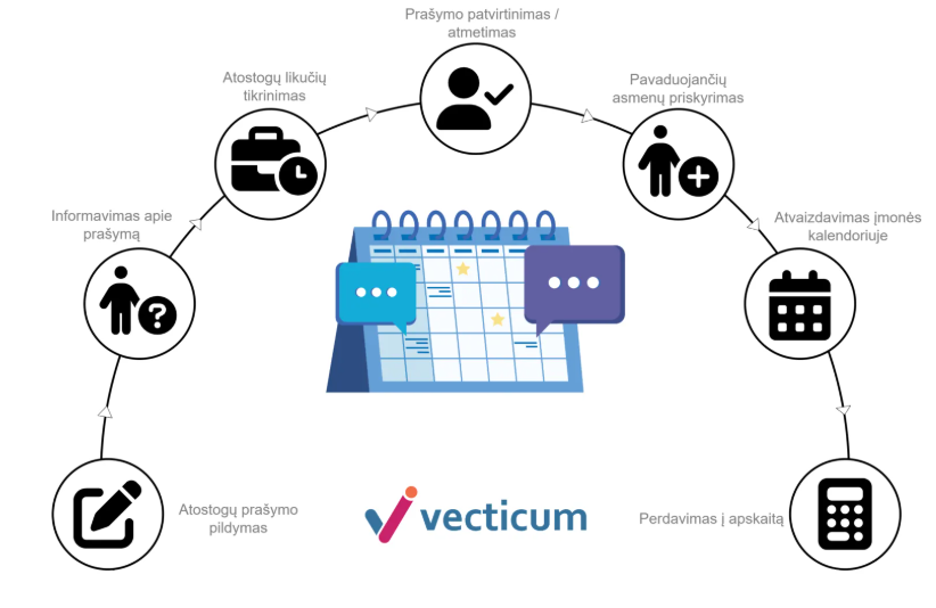 Prašymo patvirtinimas /
atmetimas
Atostogų likučių
tikrinimas
Pavaduojančių
asmenų priskyrimas
Informavimas apie
prašymą
Atvaizdavimas įmonės
kalendoriuje
Atostogų prašymo
pildymas
vecticum
Perdavimas į apskaitą